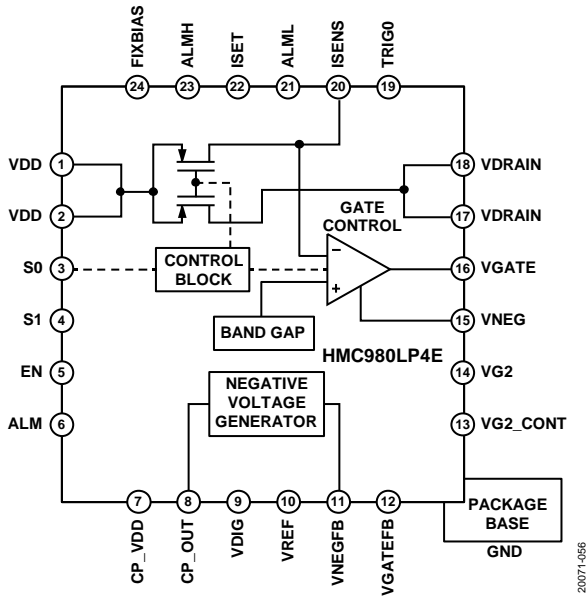 FIXBIAS
ALMH
ISET
ALML
ISENS
TRIG0
24
23
22
21
20
19
VDD 1
VDD 2
S0 3
S1 4
EN 5
ALM 6
18 VDRAIN
17 VDRAIN
16 VGATE
15 VNEG
14 VG2
13 VG2_CONT
GATE
CONTROL
–
+
CONTROL
BLOCK
BAND GAP
HMC980LP4E
NEGATIVE
VOLTAGE
GENERATOR
PACKAGE
BASE
GND
7
8
9
10
11
12
CP_VDD
CP_OUT
VDIG
VREF
VNEGFB
VGATEFB
20071-056